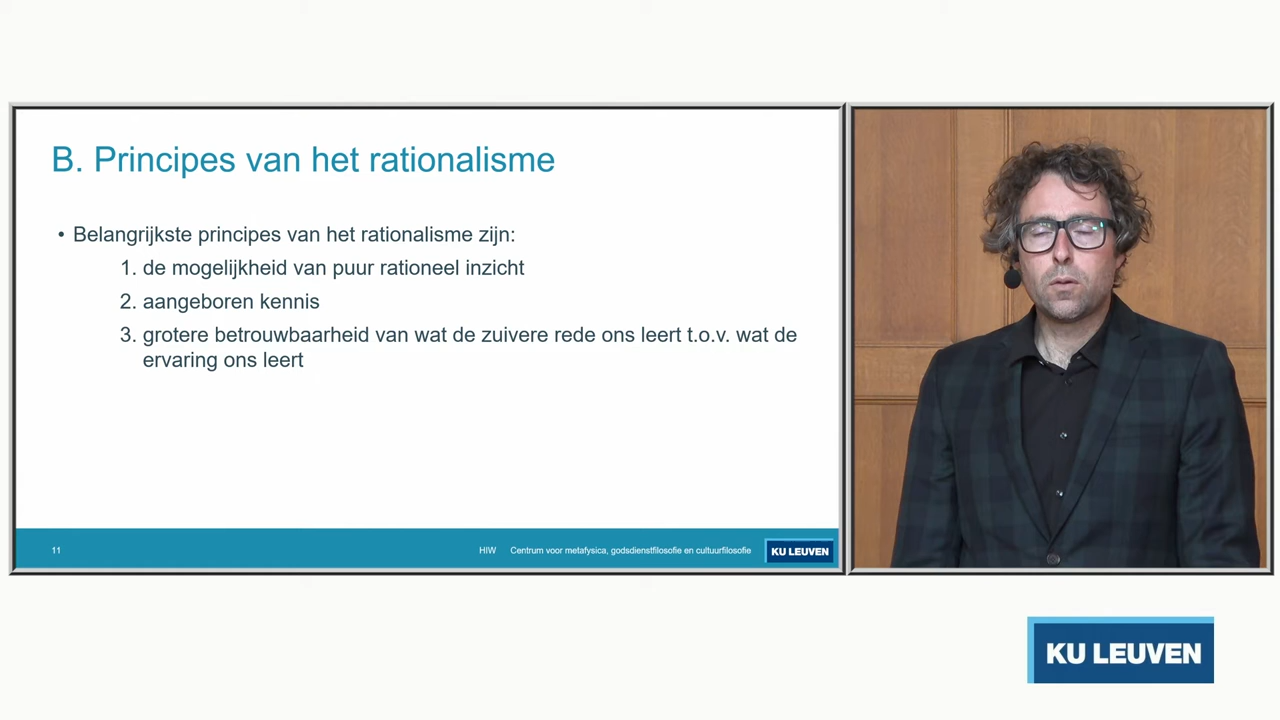 B. Principes van het rationalisme
• Belangrijkste principes van het rationalisme zijn:
1. de mogelijkheid van puur rationeel inzicht
2. aangeboren kennis
3. grotere betrouwbaarheid van wat de zuivere rede ons leert t.o.v. wat de
ervaring ons leert
11 HIW Centrum voor metafysica, godsdienstfilosofie en cultuurfilosofie KU LEUVEN
KU LEUVEN